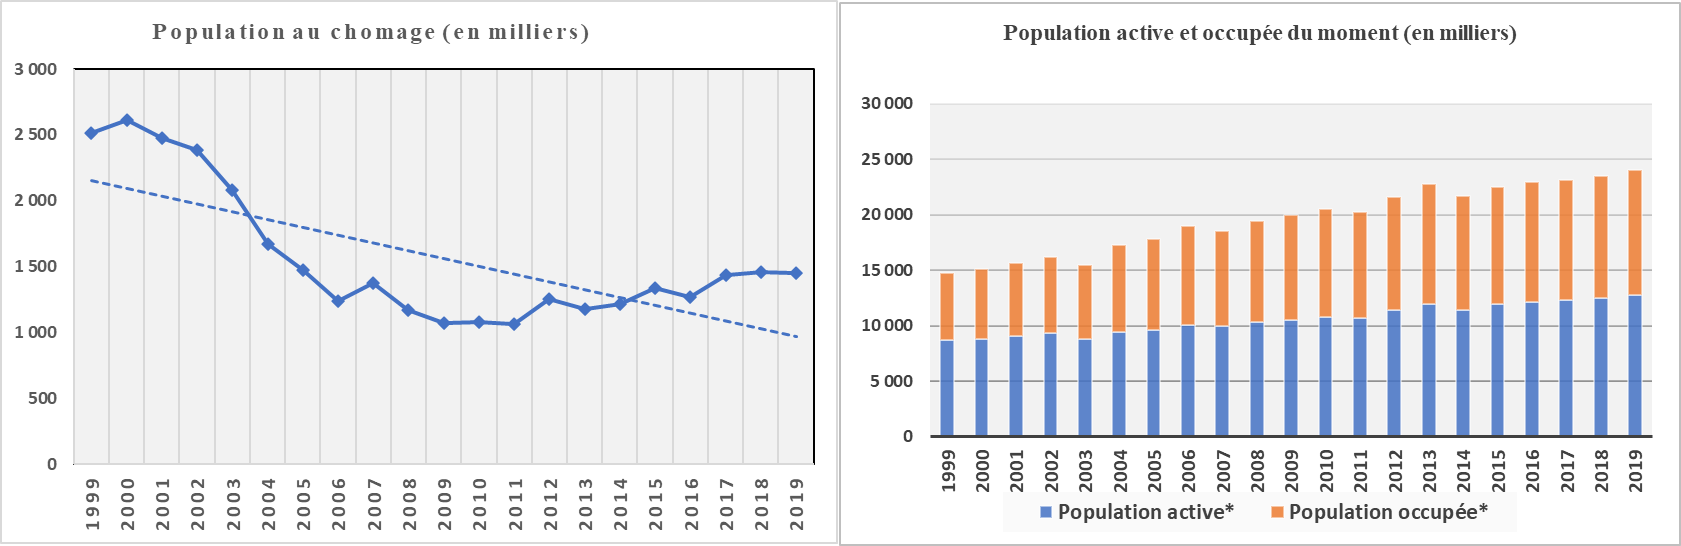 Population au chomage (en milliers)
3 000
2 500
2 000
1 500
1 000
500
0
1999 2000 2001 2002 2003 2004 2005 2006 2007 2008 2009 2010 2011 2012 2013 2014 2015 2016 2017 2018 2019
Population active et occupée du moment (en milliers)
30 000
25 000
20 000
15 000
10 000
5 000
0
1999 2000 2001 2002 2003 2004 2005 2006 2007 2008 2009 2010 2011 2012 2013 2014 2015 2016 2017 2018 2019
Population active* Population occupée*